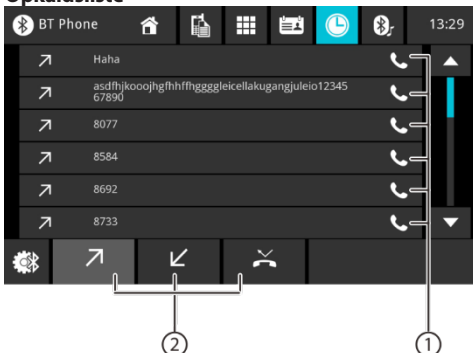 Opkaldsliste
BT Phone
13:29
Haha
asdfhjkooojhgfhhffhggggleicellakugangjuleio12345
67890
8077
8584
8692
8733
2
1